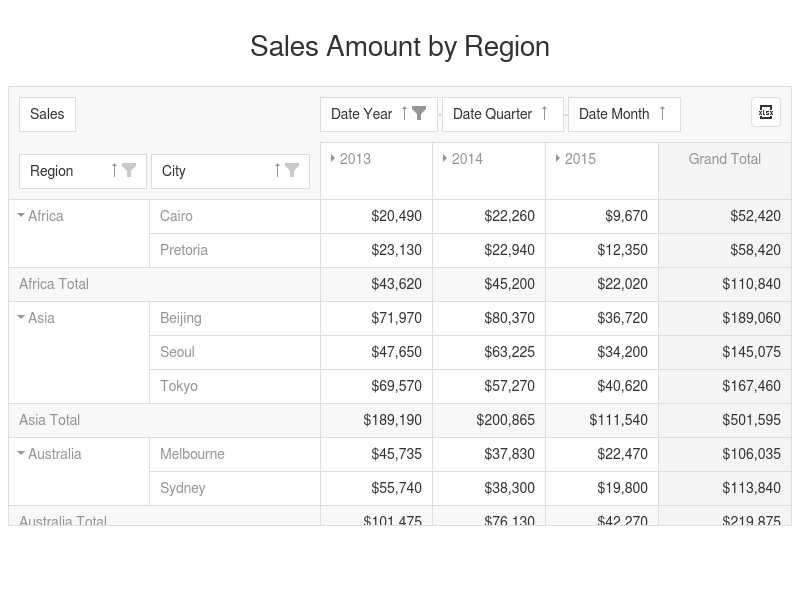 Sales Amount by Region
Sales
Date Year Date Quarter Date Month
xlsx
Region City
2013 2014 2015 Grand Total
Africa Cairo $20,490 $22,260 $9,670 $52,420
Pretoria $23,130 $22,940 $12,350 $58,420
Africa Total $43,620 $45,200 $22,020 $110,840
Asia Beijing $71,970 $80,370 $36,720 $189,060
Seoul $47,650 $63,225 $34,200 $145,075
Tokyo $69,570 $57,270 $40,620 $167,460
Asia Total $189,190 $200,865 $111,540 $501,595
Australia Melbourne $45,735 $37,830 $22,470 $106,035
Sydney $55,740 $38,300 $19,800 $113,840
Australia Total $101,475 $76,130 $42,270 $219,875